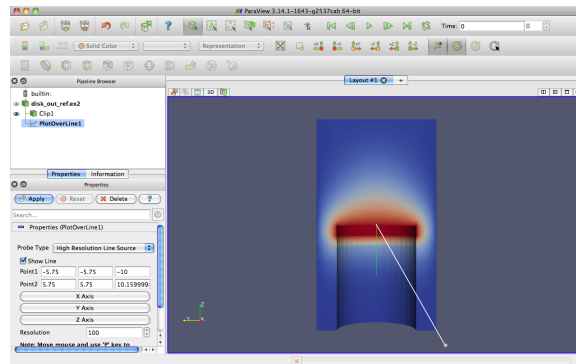 ParaView 3.14.1-1643-g2537cab 64-bit
Time: 0
0
Solid Color
Representation
Pipeline Browser
builtin:
disk_out_ref.ex2
Clip1
PlotOverLine1
Layout #1
3D
Properties
Information
Properties
Apply
Reset
Delete
?
Search...
Properties (PlotOverLine1)
Probe Type
High Resolution Line Source
Show Line
Point1
-5.75
-5.75
-10
Point2
5.75
5.75
10.159999
X Axis
Y Axis
Z Axis
Resolution
100
Note: Move mouse and use 'P' key to
Z